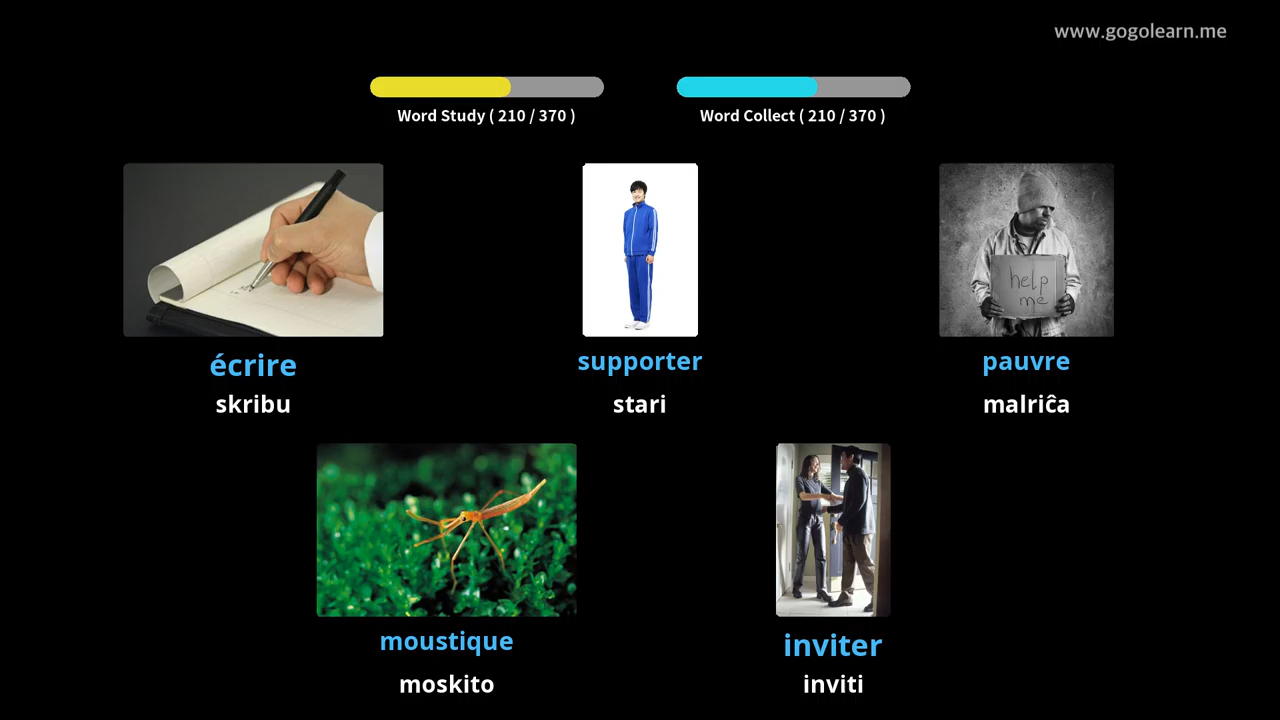 www.gogolearn.me
Word Study ( 210 / 370 )
Word Collect ( 210 / 370 )
help
me
écrire
skribu
supporter
stari
pauvre
malriĉa
moustique
moskito
inviter
inviti